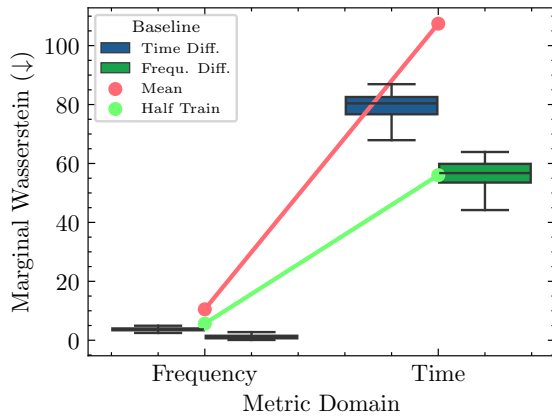 Baseline
Time Diff.
Frequ. Diff.
Mean
Half Train
Marginal Wasserstein (↓)
100
80
60
40
20
0
Frequency
Time
Metric Domain